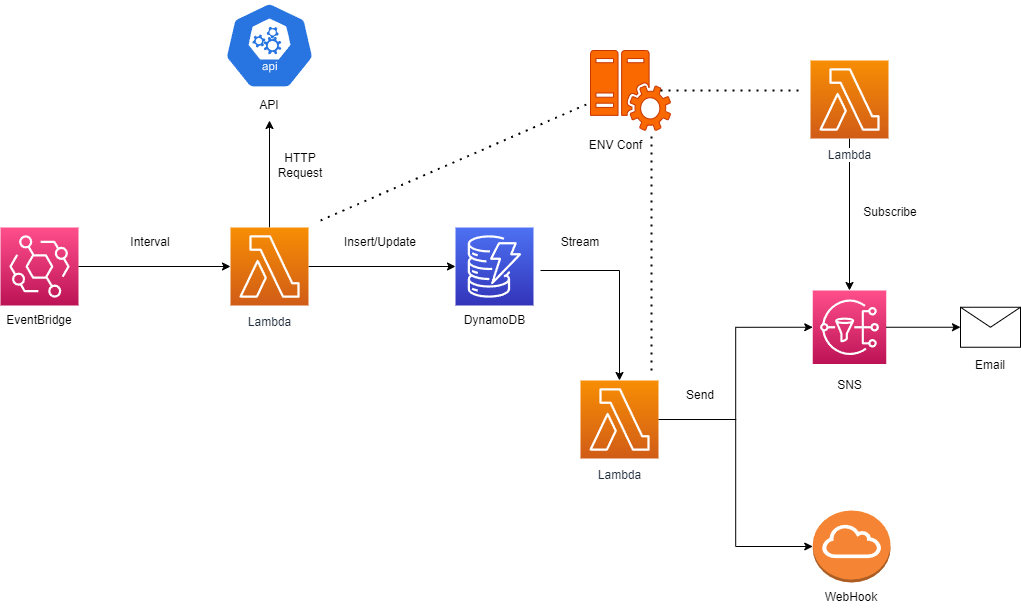 api
API
HTTP
Request
ENV Conf
Lambda
Subscribe
Interval
Insert/Update
Stream
EventBridge
Lambda
DynamoDB
Email
SNS
Send
Lambda
WebHook